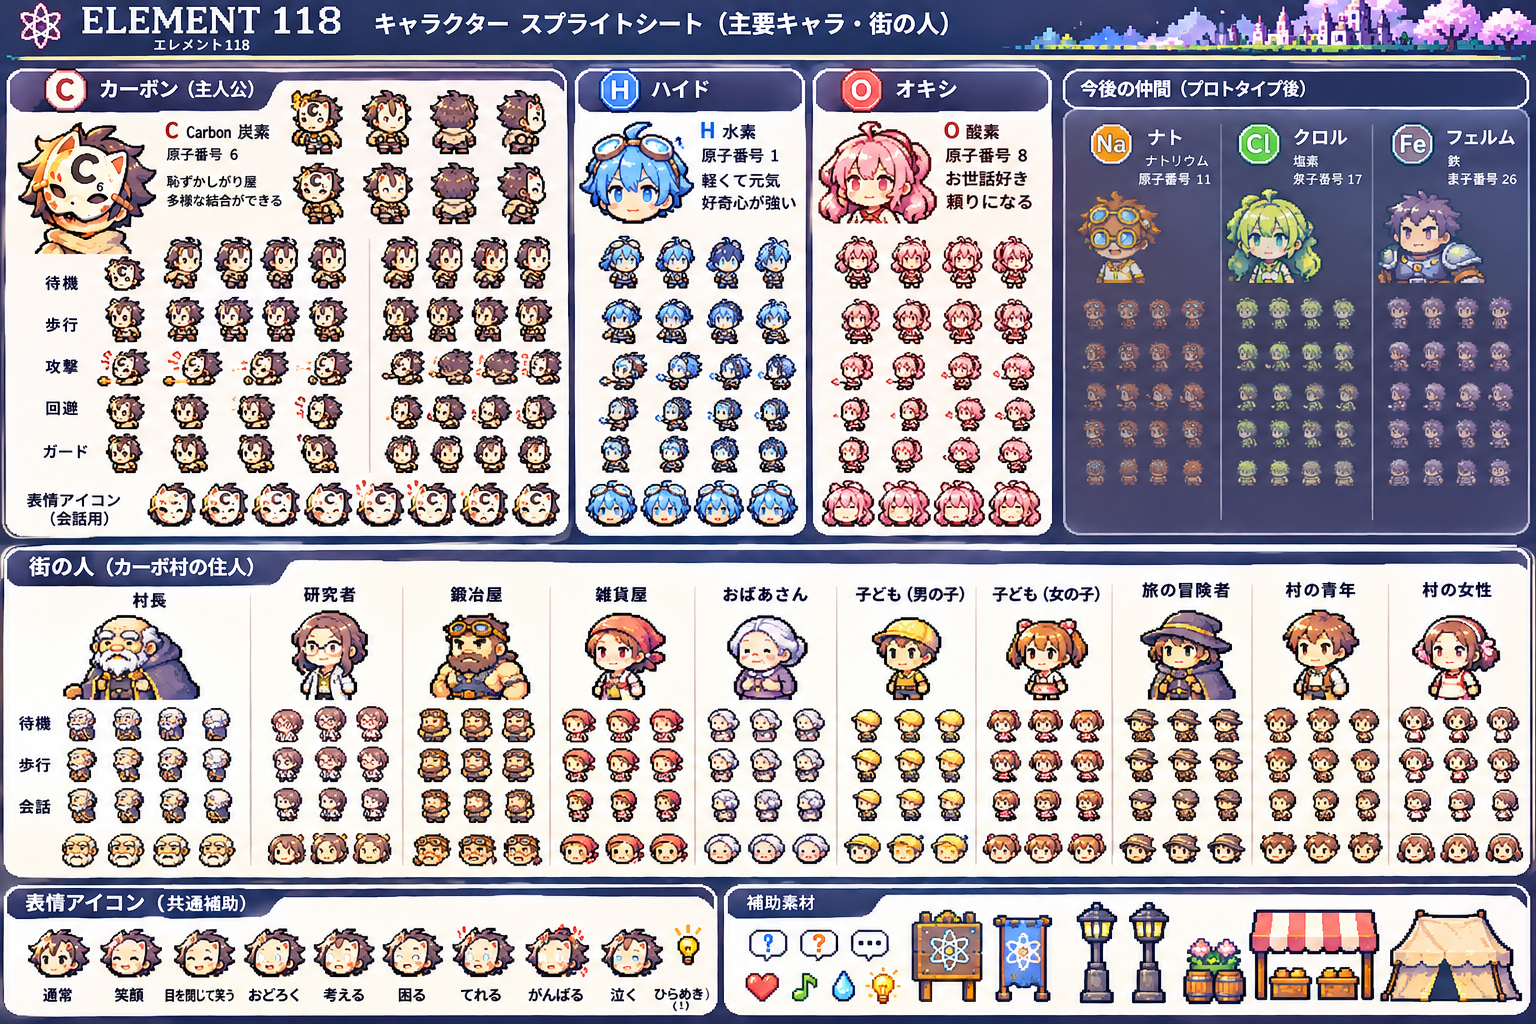 ELEMENT 118
エレメント118
キャラクター スプライトシート（主要キャラ・街の人）
C カーボン（主人公）
C Carbon 炭素
原子番号 6
恥ずかしがり屋
多様な結合ができる
C 6
待機
歩行
攻撃
回避
ガード
表情アイコン
（会話用）
H ハイド
H 水素
原子番号 1
軽くて元気
好奇心が強い
O オキシ
O 酸素
原子番号 8
お世話好き
頼りになる
今後の仲間（プロトタイプ後）
Na ナト
ナトリウム
原子番号 11
Cl クロル
塩素
番号 17
Fe フェルム
鉄
子番号 26
街の人（カーボ村の住人）
村長
研究者
鍛冶屋
雑貨屋
おばあさん
子ども（男の子）
子ども（女の子）
旅の冒険者
村の青年
村の女性
待機
歩行
会話
表情アイコン（共通補助）
通常
笑顔
目を閉じて笑う
おどろく
考える
困る
てれる
がんばる
泣く
ひらめき）
（！）
補助素材
?
?
...